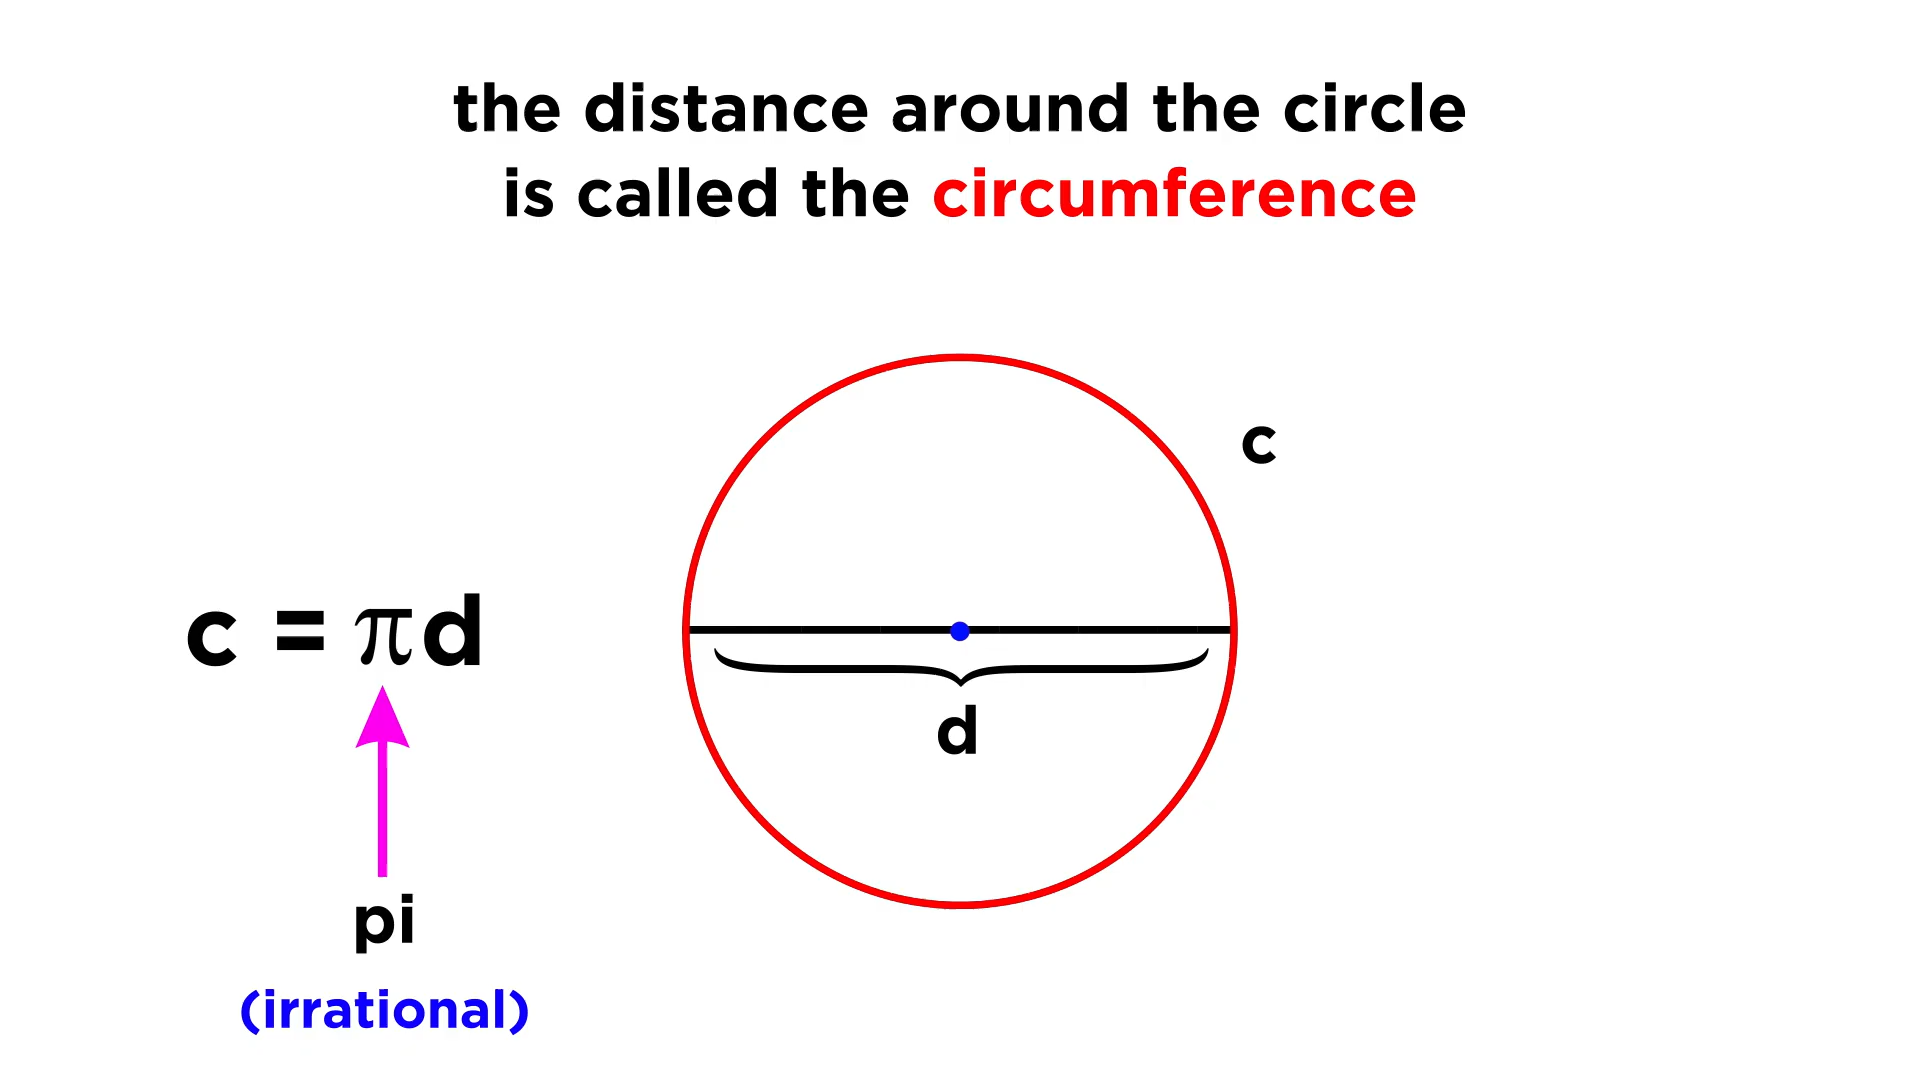 the distance around the circle
is called the circumference
c
c = πd
d
pi
(irrational)